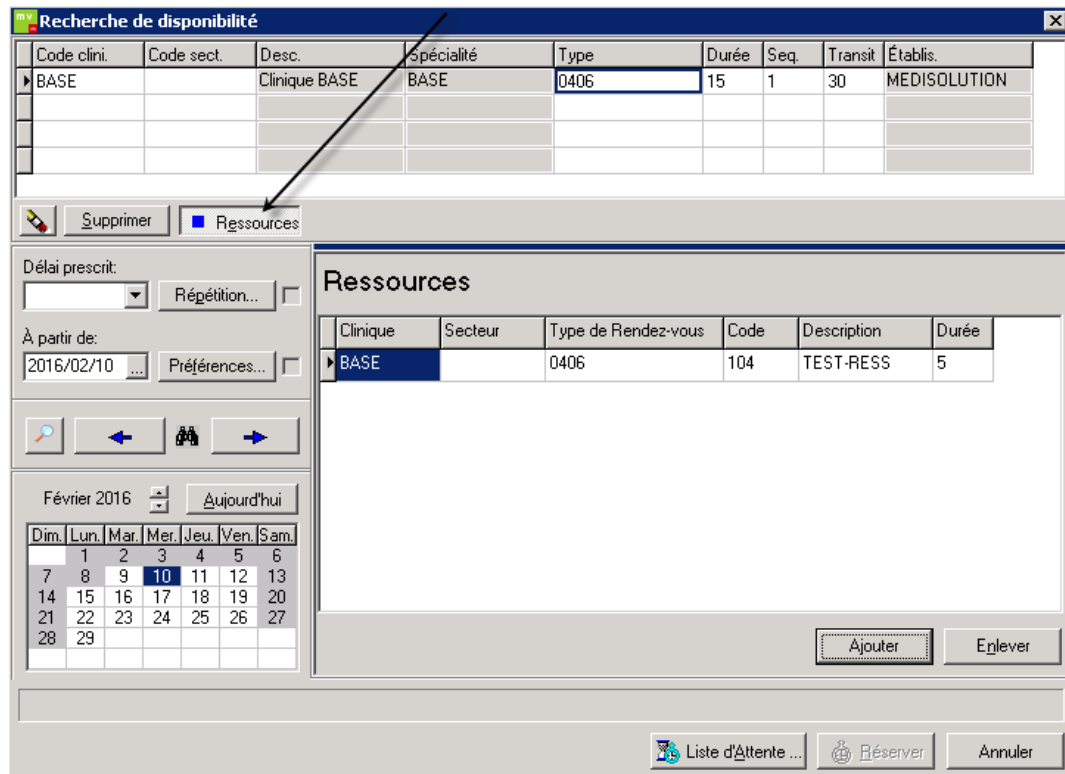 mv Recherche de disponibilité
Code clini. Code sect. Desc. Spécialité Type Durée Seq. Transit Établis.
BASE Clinique BASE BASE 0406 15 1 30 MEDISOLUTION
Supprimer Ressources
Délai prescrit:
Répétition...
À partir de:
2016/02/10 ... Préférences...
Ressources
Clinique Secteur Type de Rendez-vous Code Description Durée
BASE 0406 104 TEST-RESS 5
Février 2016 Aujourd'hui
Dim. Lun. Mar. Mer. Jeu. Ven. Sam.
1 2 3 4 5 6
7 8 9 10 11 12 13
14 15 16 17 18 19 20
21 22 23 24 25 26 27
28 29
Ajouter Enlever
Liste d'Attente ... Réserver Annuler